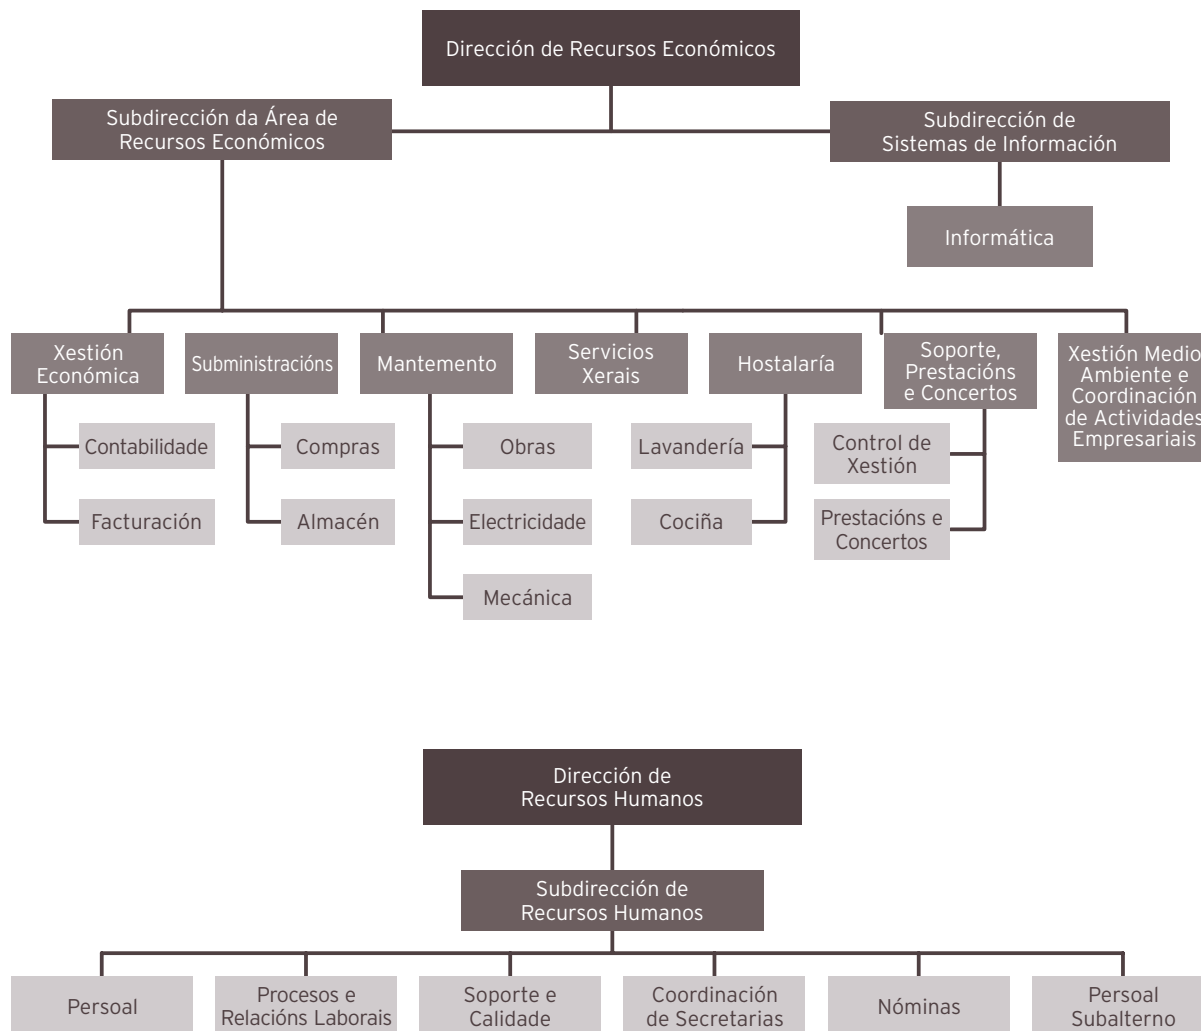 Dirección de Recursos Económicos
Subdirección da Área de
Recursos Económicos
Subdirección de
Sistemas de Información
Informática
Xestión
Económica
Subministracións
Mantemento
Servicios
Xerais
Hostalaría
Soporte,
Prestacións
e Concertos
Xestión Medio
Ambiente e
Coordinación
de Actividades
Empresariais
Contabilidade
Compras
Obras
Lavandería
Control de
Xestión
Facturación
Almacén
Electricidade
Cociña
Prestacións e
Concertos
Mecánica
Dirección de
Recursos Humanos
Subdirección de
Recursos Humanos
Persoal
Procesos e
Relacións Laborais
Soporte e
Calidade
Coordinación
de Secretarias
Nóminas
Persoal
Subalterno